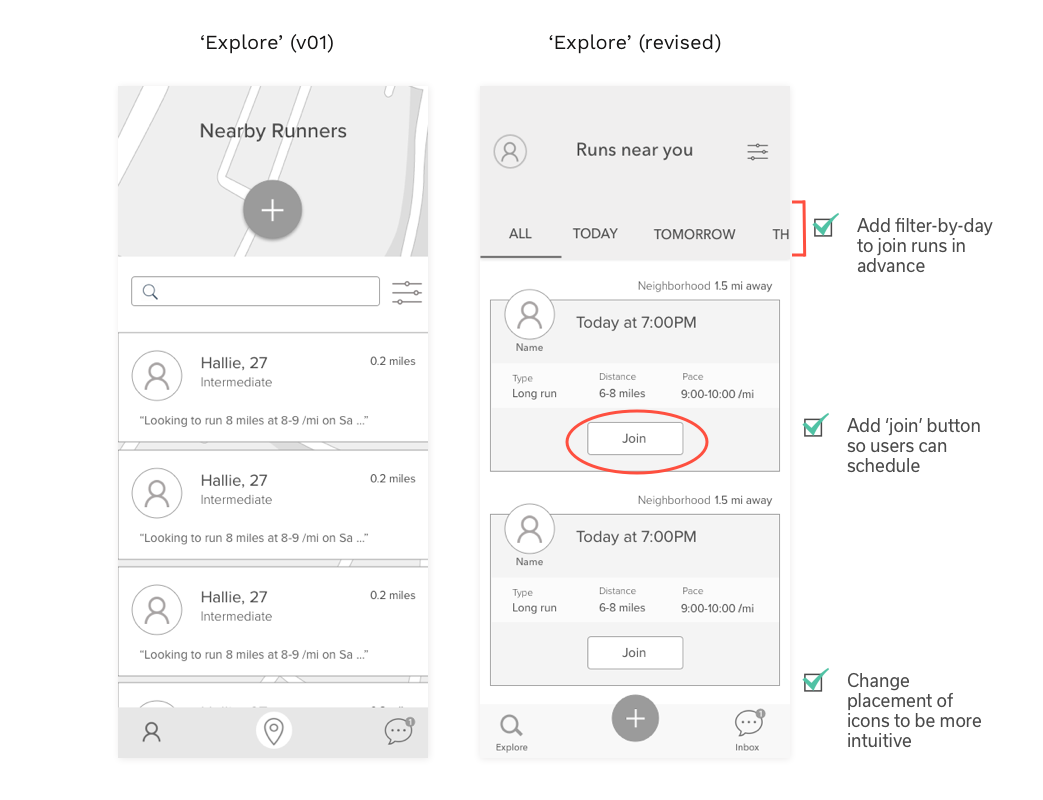 ‘Explore’ (v01)
Nearby Runners
Hallie, 27
0.2 miles
Intermediate
“Looking to run 8 miles at 8-9 /mi on Sa ...”
Hallie, 27
0.2 miles
Intermediate
“Looking to run 8 miles at 8-9 /mi on Sa ...”
Hallie, 27
0.2 miles
Intermediate
“Looking to run 8 miles at 8-9 /mi on Sa ...”
1
‘Explore’ (revised)
Runs near you
ALL TODAY TOMORROW TH
Neighborhood 1.5 mi away
Today at 7:00PM
Name
Type Distance Pace
Long run 6-8 miles 9:00-10:00 /mi
Join
Neighborhood 1.5 mi away
Today at 7:00PM
Name
Type Distance Pace
Long run 6-8 miles 9:00-10:00 /mi
Join
1
Explore Inbox
Add filter-by-day
to join runs in
advance
Add ‘join’ button
so users can
schedule
Change
placement of
icons to be more
intuitive